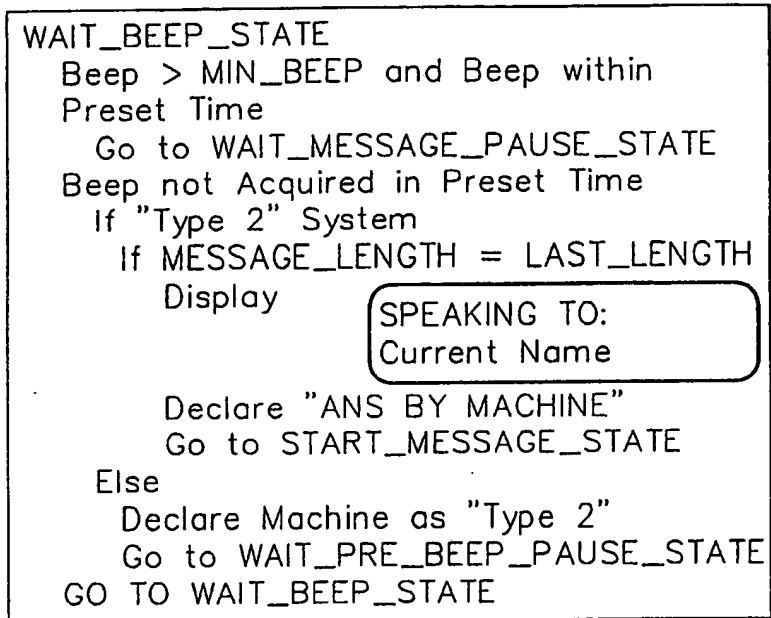 WAIT_BEEP_STATE
Beep > MIN_BEEP and Beep within
Preset Time
Go to WAIT_MESSAGE_PAUSE_STATE
Beep not Acquired in Preset Time
If "Type 2" System
If MESSAGE_LENGTH = LAST_LENGTH
Display
SPEAKING TO:
Current Name
Declare "ANS BY MACHINE"
Go to START_MESSAGE_STATE
Else
Declare Machine as "Type 2"
Go to WAIT_PRE_BEEP_PAUSE_STATE
GO TO WAIT_BEEP_STATE